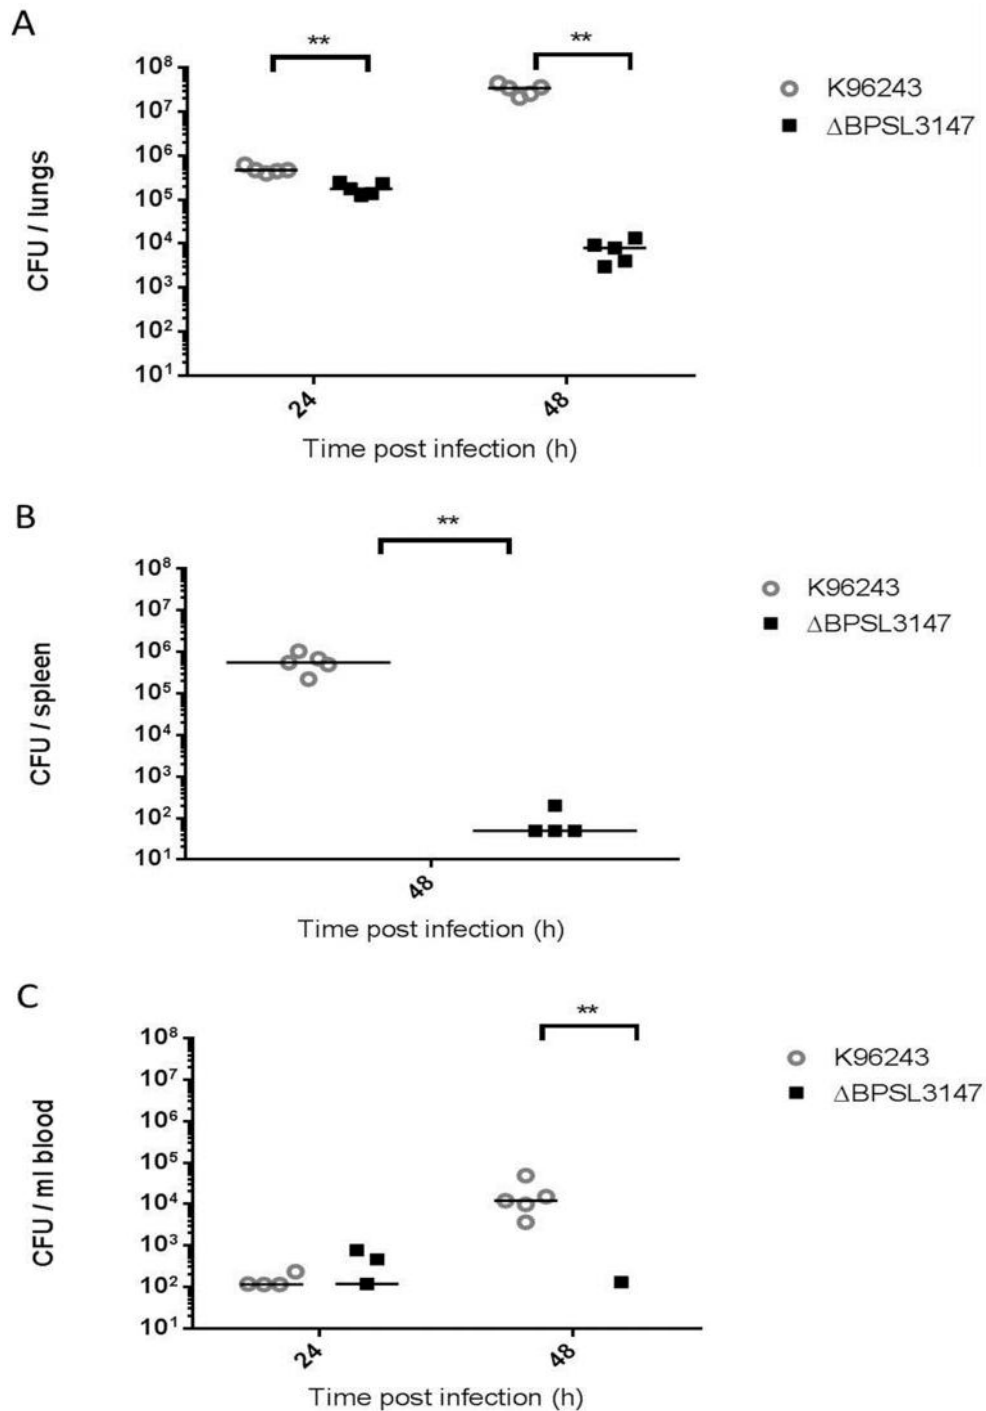 A
**
**
10⁸
10⁷
10⁶
10⁵
10⁴
10³
10²
10¹
CFU / lungs
24
48
Time post infection (h)
K96243
ΔBPSL3147
B
**
10⁸
10⁷
10⁶
10⁵
10⁴
10³
10²
10¹
CFU / spleen
48
Time post infection (h)
K96243
ΔBPSL3147
C
**
10⁸
10⁷
10⁶
10⁵
10⁴
10³
10²
10¹
CFU / ml blood
24
48
Time post infection (h)
K96243
ΔBPSL3147